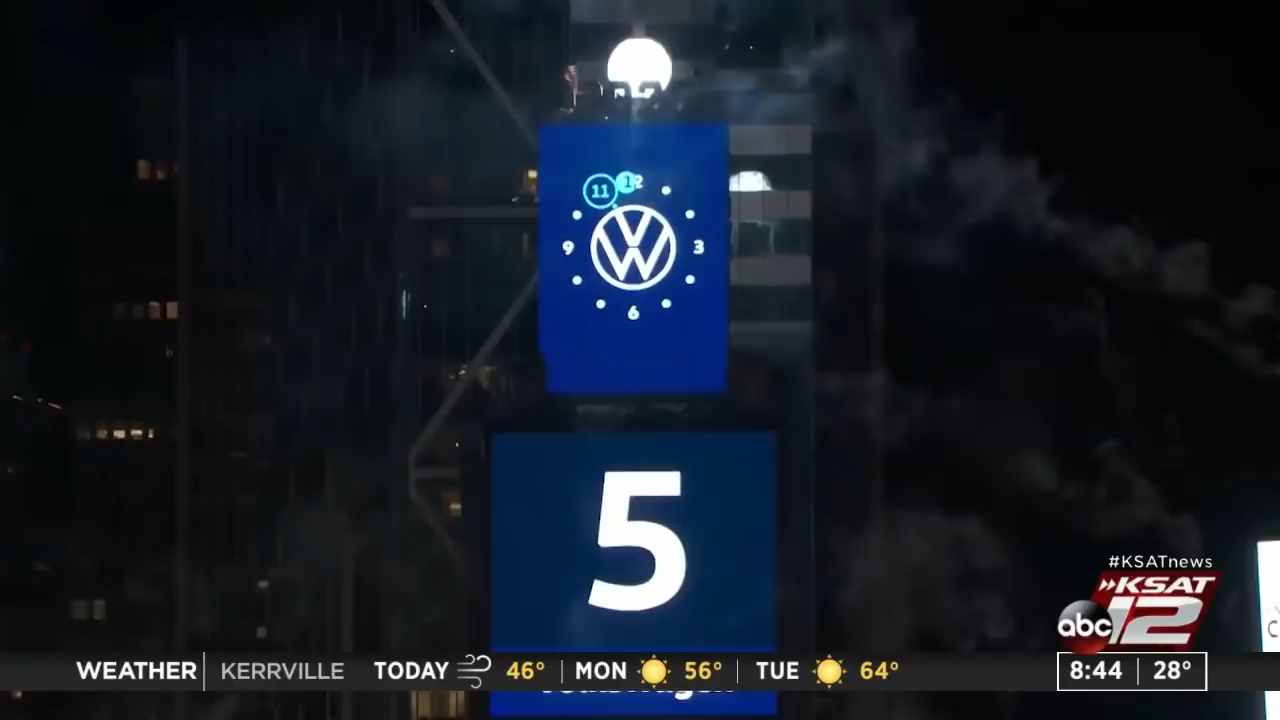 11
12
9
3
6
5
#KSATnews
KSAT
abc 12
WEATHER KERRVILLE TODAY 46° MON 56° TUE 64° 8:44 28°
Volkswagen